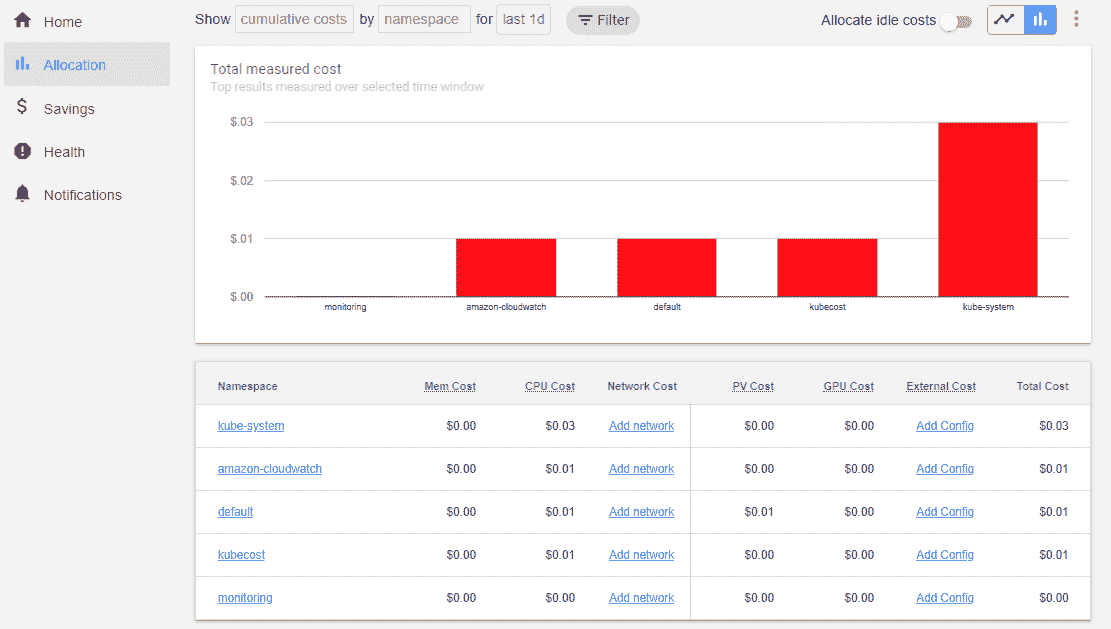 Home
Allocation
Savings
Health
Notifications
Show cumulative costs by namespace for last 1d Filter Allocate idle costs
Total measured cost
Top results measured over selected time window
$.03
$.02
$.01
$.00
monitoring amazon-cloudwatch default kubecost kube-system
Namespace Mem Cost CPU Cost Network Cost PV Cost GPU Cost External Cost Total Cost
kube-system $0.00 $0.03 Add network $0.00 $0.00 Add Config $0.03
amazon-cloudwatch $0.00 $0.01 Add network $0.00 $0.00 Add Config $0.01
default $0.00 $0.01 Add network $0.01 $0.00 Add Config $0.01
kubecost $0.00 $0.01 Add network $0.00 $0.00 Add Config $0.01
monitoring $0.00 $0.00 Add network $0.00 $0.00 Add Config $0.00